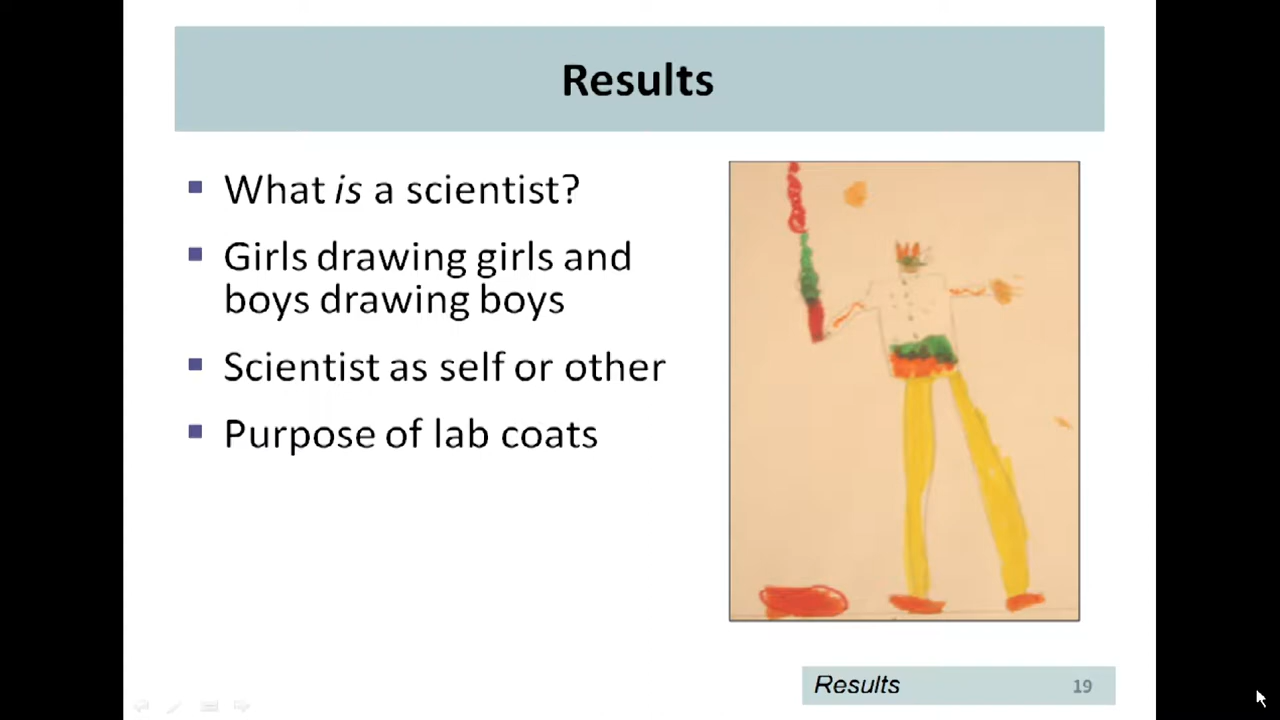 Results
What is a scientist?
Girls drawing girls and
boys drawing boys
Scientist as self or other
Purpose of lab coats
Results 19